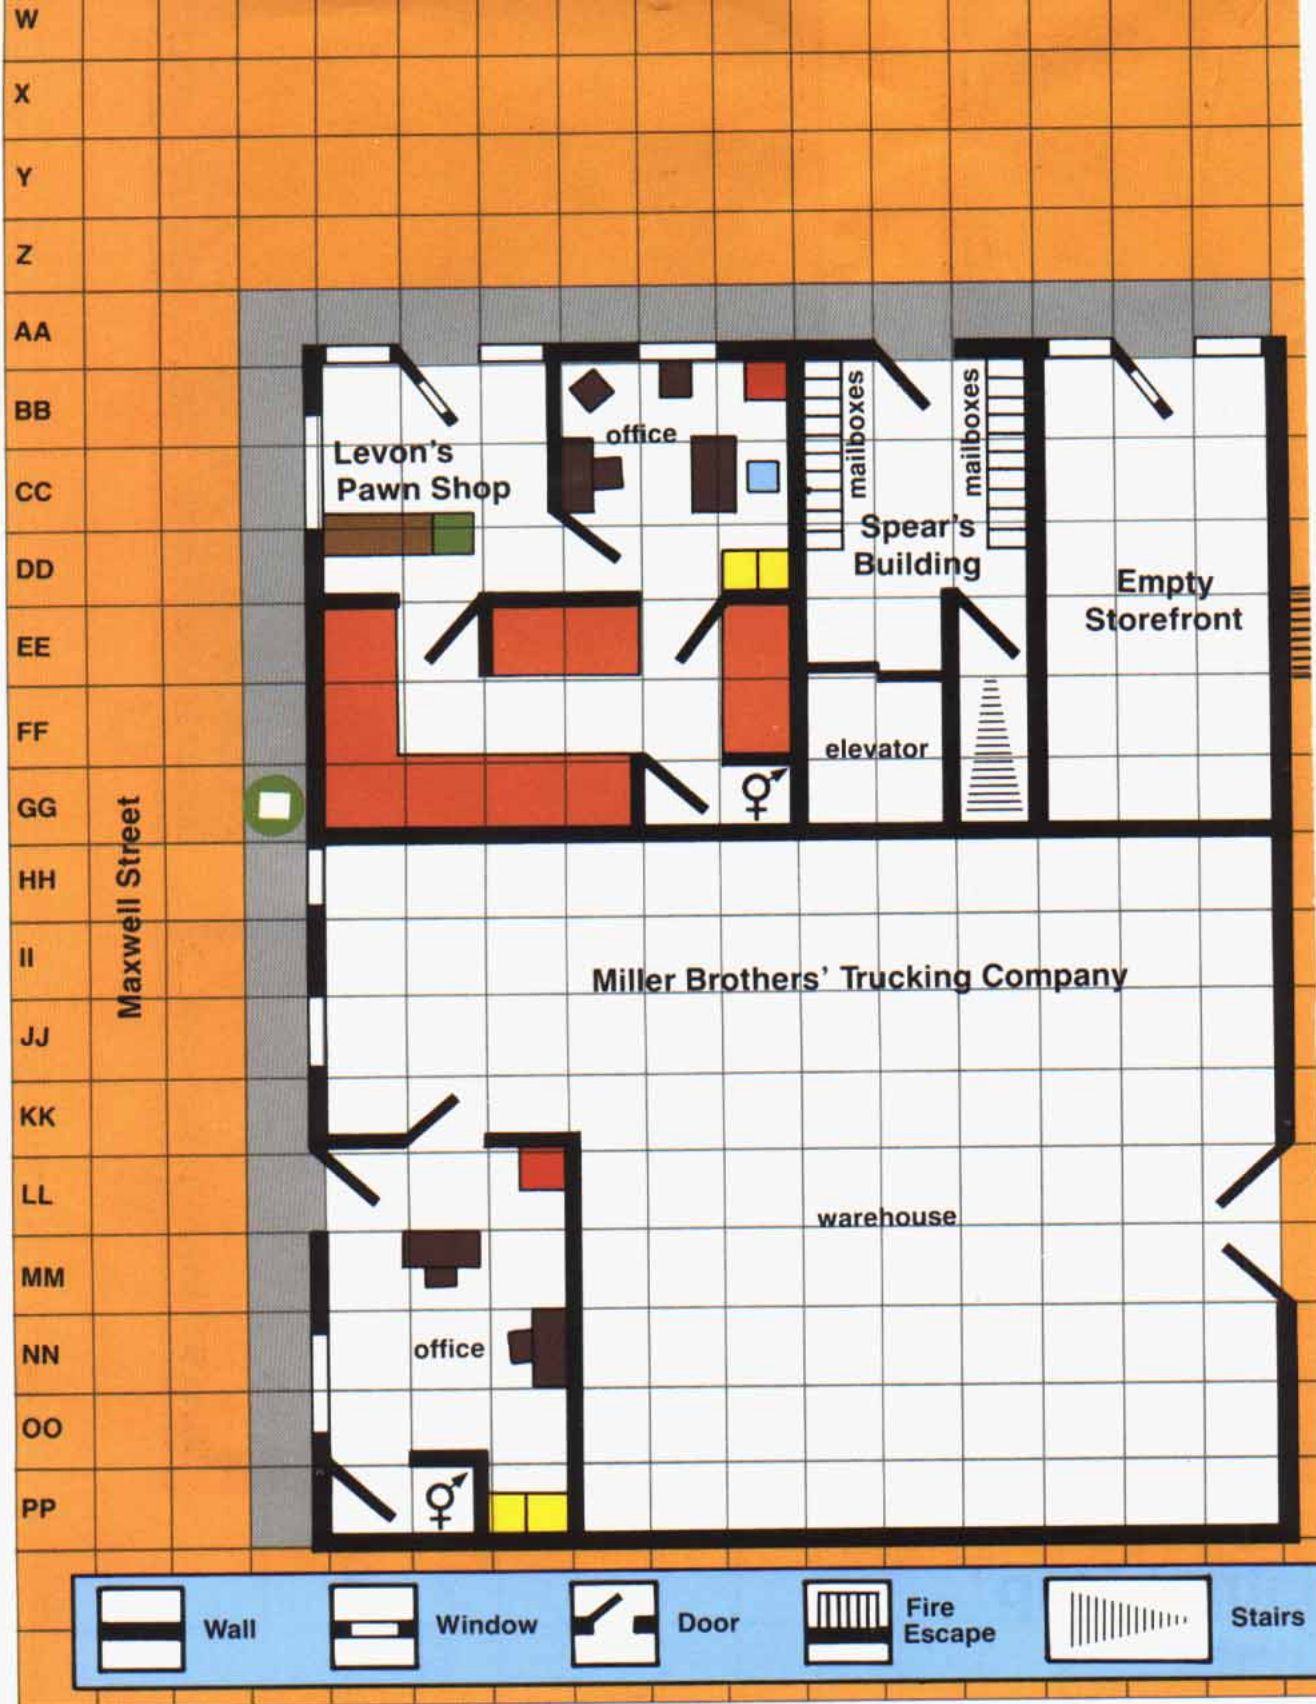 W
X
Y
Z
AA
BB
CC
DD
EE
FF
GG
HH
II
JJ
KK
LL
MM
NN
OO
PP
Maxwell Street
Levon's
Pawn Shop
office
mailboxes
mailboxes
Spear's
Building
Empty
Storefront
elevator
Miller Brothers' Trucking Company
warehouse
office
Wall
Window
Door
Fire
Escape
Stairs